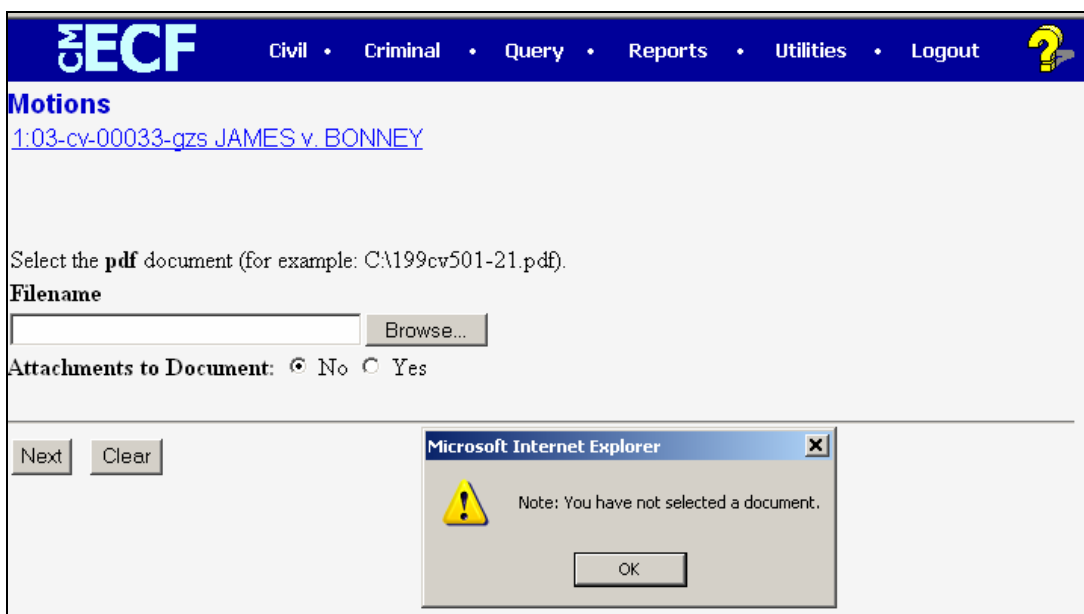 CM ECF Civil • Criminal • Query • Reports • Utilities • Logout ?
Motions
1:03-cv-00033-gzs JAMES v. BONNEY
Select the pdf document (for example: C:\199cv501-21.pdf).
Filename
Browse...
Attachments to Document: No Yes
Next Clear
Microsoft Internet Explorer
Note: You have not selected a document.
OK